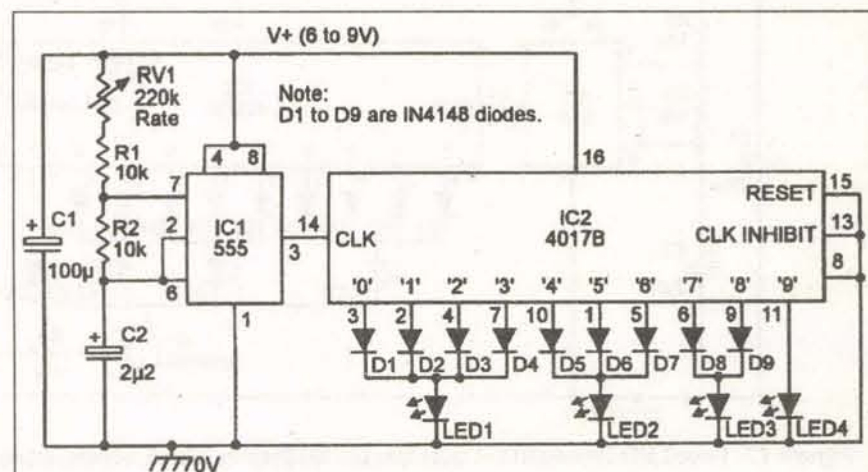 V+ (6 to 9V)
RV1
220k
Rate
Note:
D1 to D9 are IN4148 diodes.
R1
10k
4 8
16
7
R2
10k
2
6
IC1
555
3
1
14
CLK
IC2
4017B
RESET
15
CLK INHIBIT
13
8
+
C1
100µ
+
C2
2µ2
'0' '1' '2' '3' '4' '5' '6' '7' '8' '9'
3 2 4 7 10 1 5 6 9 11
D1 D2 D3 D4 D5 D6 D7 D8 D9
LED1 LED2 LED3 LED4
0V